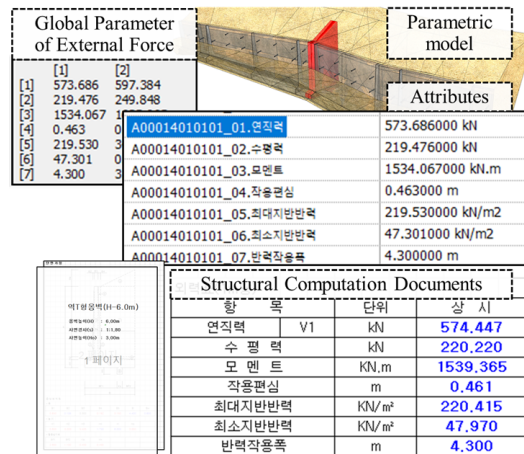 Global Parameter
of External Force
[1] [2]
[1] 573.686 597.384
[2] 219.476 249.848
[3] 1534.067 1
[4] 0.463 0
[5] 219.530 3
[6] 47.301 0
[7] 4.300 3
Parametric
model
Attributes
A00014010101_01.연직력 573.686000 kN
A00014010101_02.수평력 219.476000 kN
A00014010101_03.모멘트 1534.067000 kN.m
A00014010101_04.작용편심 0.463000 m
A00014010101_05.최대지반반력 219.530000 kN/m2
A00014010101_06.최소지반반력 47.301000 kN/m2
A00014010101_07.반력작용폭 4.300000 m
역T형옹벽(H-6.0m)
1 페이지
Structural Computation Documents
항 목 단위 상 시
연직력 V1 kN 574.447
수 평 력 kN 220.220
모 멘 트 KN.m 1539.365
작용편심 m 0.461
최대지반반력 KN/㎡ 220.415
최소지반반력 KN/㎡ 47.970
반력작용폭 m 4.300